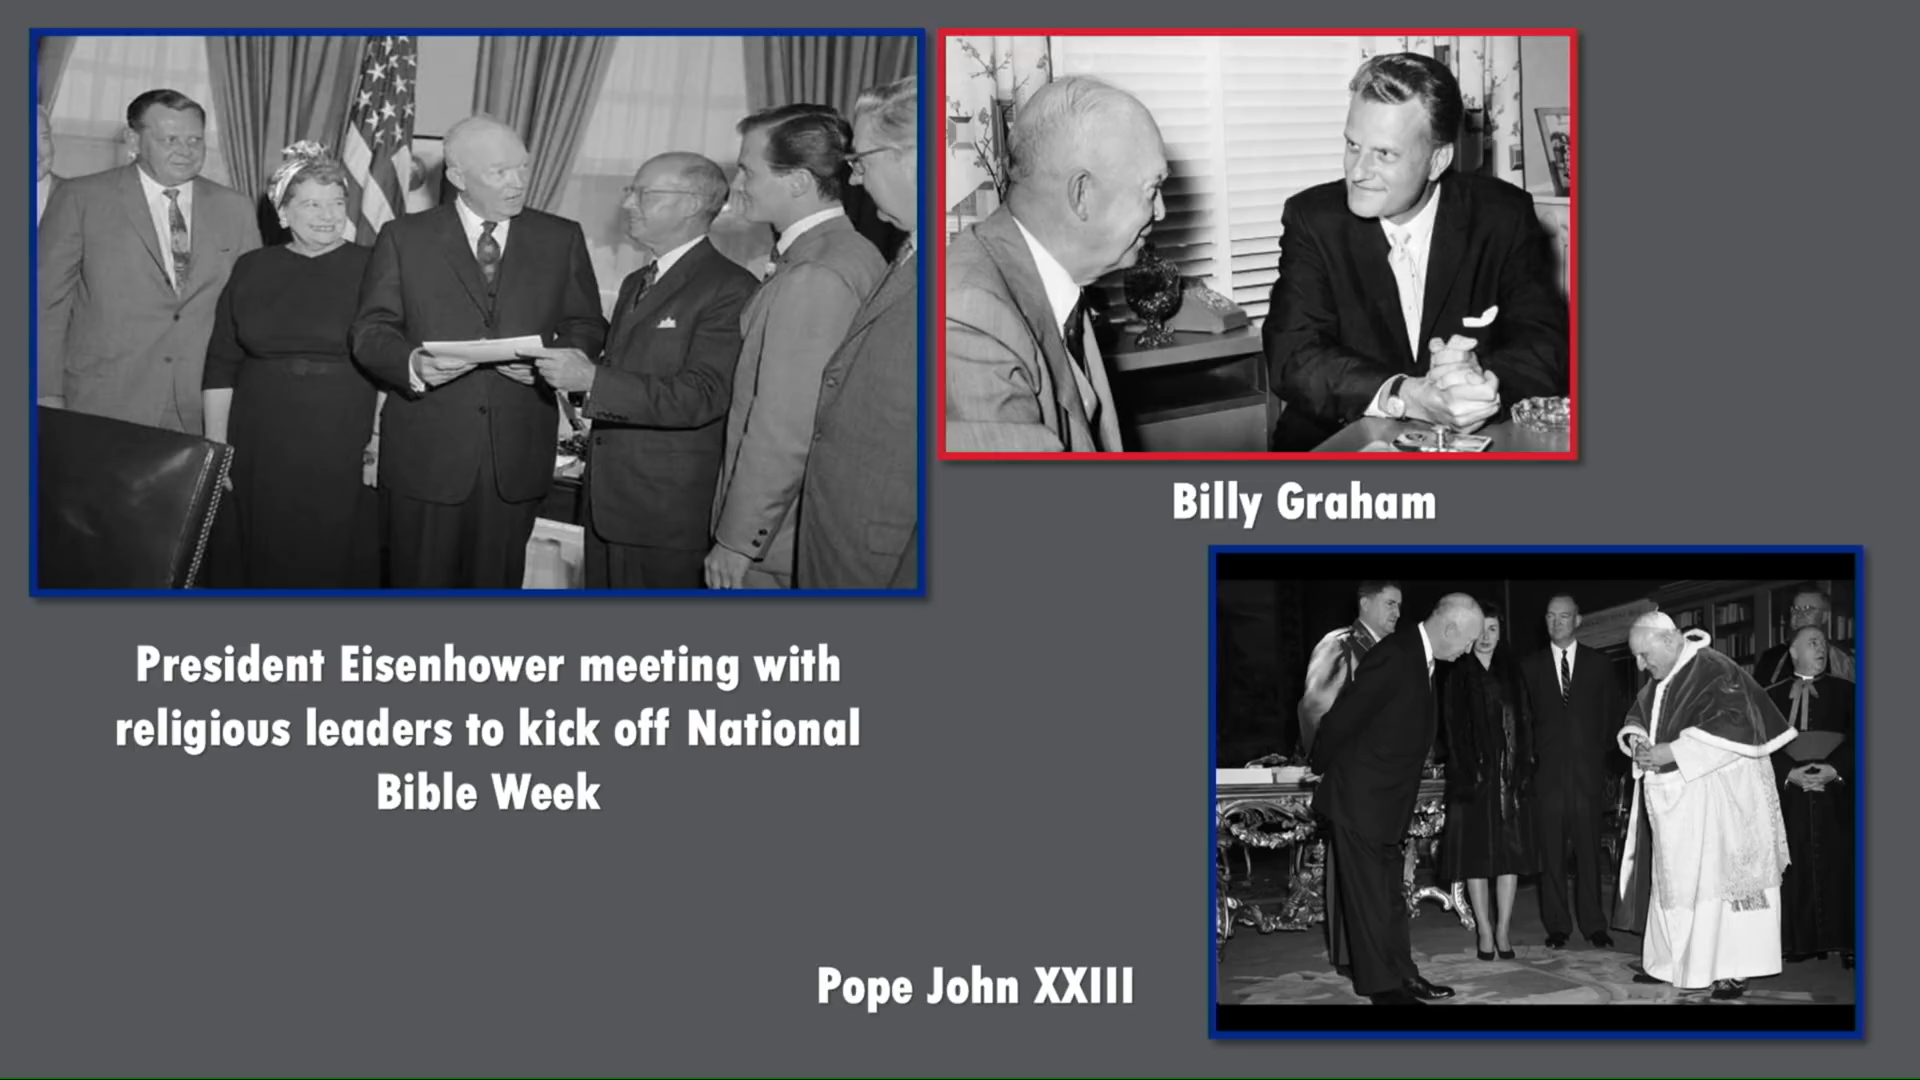 Billy Graham
President Eisenhower meeting with
religious leaders to kick off National
Bible Week
Pope John XXIII